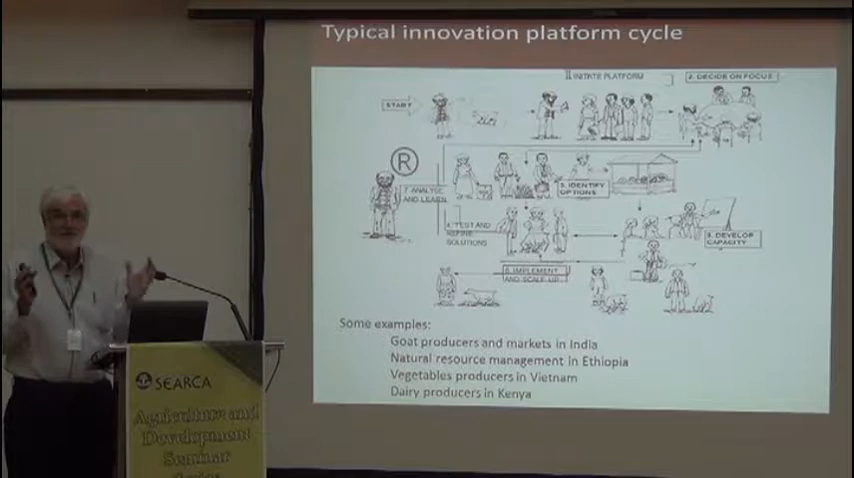 Typical innovation platform cycle
START
INITIATE PLATFORM
2. DECIDE ON FOCUS
R
7. ANALYSE
AND LEARN
3. IDENTIFY
OPTIONS
4. TEST AND
REFINE
SOLUTIONS
DEVELOP
CAPACITY
6. IMPLEMENT
AND SCALE UP
Some examples:
Goat producers and markets in India
Natural resource management in Ethiopia
Vegetables producers in Vietnam
Dairy producers in Kenya
SEARCA
Agriculture and
Development
Seminar